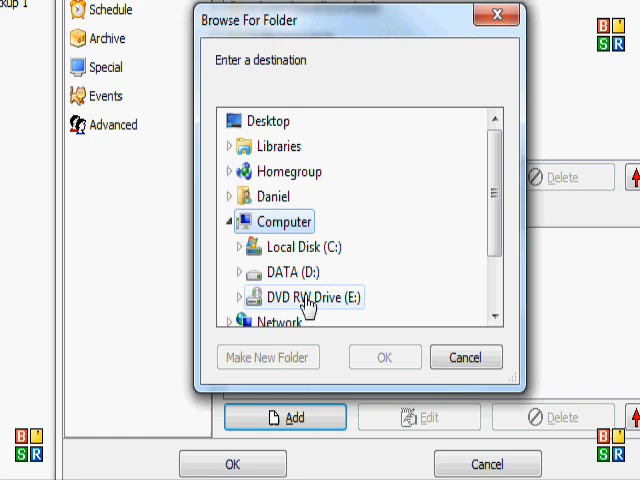 kup 1
Schedule
Archive
Special
Events
Advanced
Browse For Folder
Enter a destination
Desktop
Libraries
Homegroup
Daniel
Computer
Local Disk (C:)
DATA (D:)
DVD RW Drive (E:)
Network
Make New Folder
OK
Cancel
Delete
Add
Edit
Delete
OK
Cancel
B
S R
B
S R
B
S R